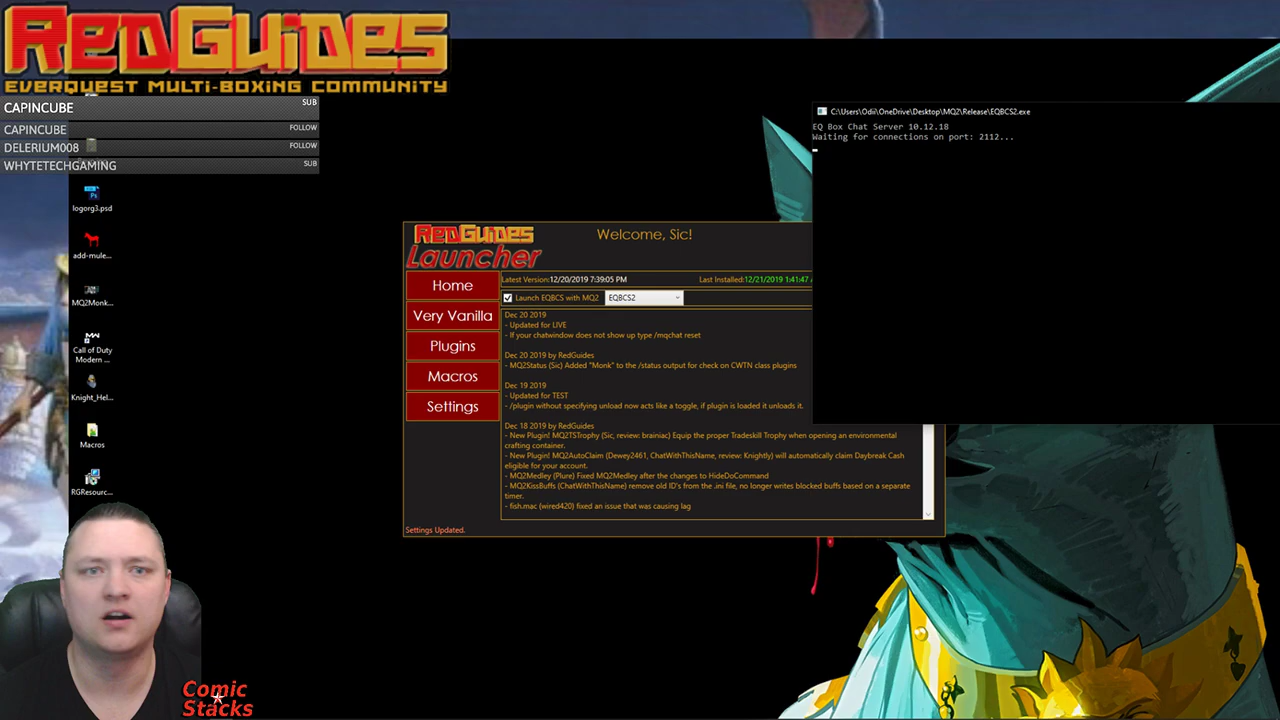 RedGuides
EVERQUEST MULTI-BOXING COMMUNITY
CAPINCUBE SUB
CAPINCUBE FOLLOW
DELERIUM008 FOLLOW
WHYTETECHGAMING SUB
logorg3.psd
add-mule...
MQ2Monk...
Call of Duty
Modern ...
Knight_Hel...
Macros
RGResourc...
C:\Users\Odii\OneDrive\Desktop\MQ2\Release\EQBCS2.exe
EQ Box Chat Server 10.12.18
Waiting for connections on port: 2112...
RedGuides
Launcher
Welcome, Sic!
Home
Very Vanilla
Plugins
Macros
Settings
Latest Version:12/20/2019 7:39:05 PM Last Installed:12/21/2019 1:41:47
Launch EQBCS with MQ2 EQBCS2
Dec 20 2019
- Updated for LIVE
- If your chatwindow does not show up type /mqchat reset
Dec 20 2019 by RedGuides
- MQ2Status (Sic) Added "Monk" to the /status output for check on CWTN class plugins
Dec 19 2019
- Updated for TEST
- /plugin without specifying unload now acts like a toggle, if plugin is loaded it unloads it.
Dec 18 2019 by RedGuides
- New Plugin! MQ2TSTrophy (Sic, review: brainiac) Equip the proper Tradeskill Trophy when opening an environmental
crafting container.
- New Plugin! MQ2AutoClaim (Dewey2461, ChatWithThisName, review: Knightly) will automatically claim Daybreak Cash
eligible for your account.
- MQ2Medley (Plure) Fixed MQ2Medley after the changes to HideDoCommand
- MQ2KissBuffs (ChatWithThisName) remove old ID's from the .ini file, no longer writes blocked buffs based on a separate
timer.
- fish.mac (wired420) fixed an issue that was causing lag
Settings Updated.
Comic
Stacks